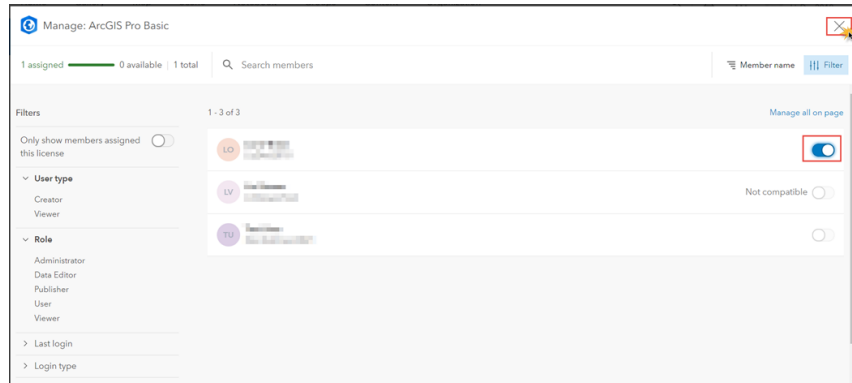 Manage: ArcGIS Pro Basic
1 assigned 0 available 1 total Search members Member name Filter
Filters
1 - 3 of 3 Manage all on page
Only show members assigned
this license
LO
User type
LV Not compatible
Creator
Viewer
TU
Role
Administrator
Data Editor
Publisher
User
Viewer
Last login
Login type